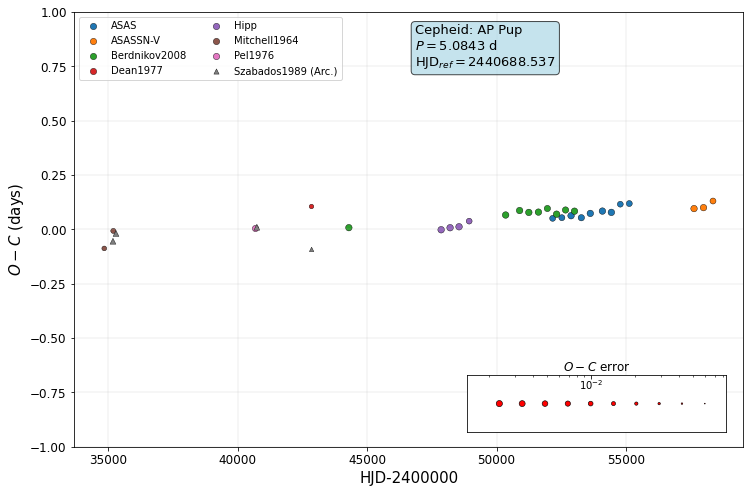 ASAS
ASASSN-V
Berdnikov2008
Dean1977
Hipp
Mitchell1964
Pel1976
Szabados1989 (Arc.)
Cepheid: AP Pup
P = 5.0843 d
HJD_ref = 2440688.537
1.00
0.75
0.50
0.25
0.00
−0.25
−0.50
−0.75
−1.00
O − C (days)
O − C error
10^−2
35000
40000
45000
50000
55000
HJD-2400000